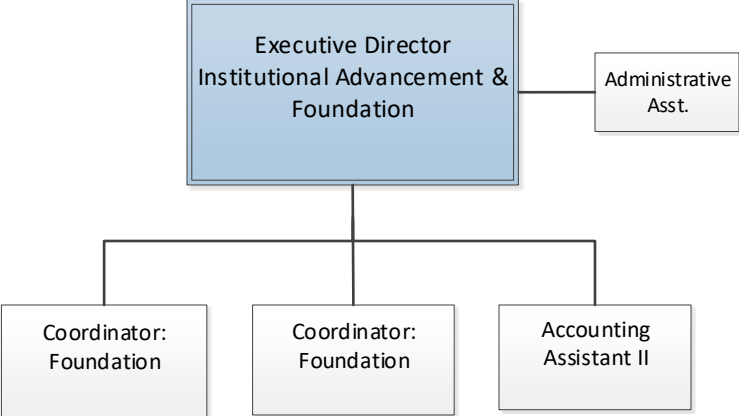 Executive Director
Institutional Advancement &
Foundation
Administrative
Asst.
Coordinator:
Foundation
Coordinator:
Foundation
Accounting
Assistant II